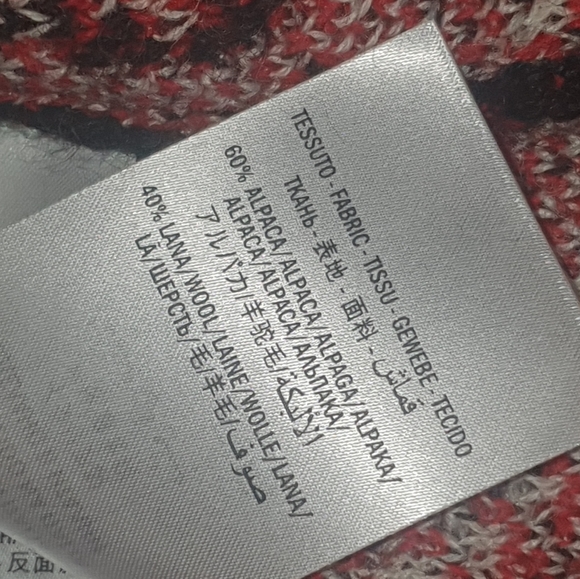 TESSUTO - FABRIC - TISSU - GEWEBE - TECIDO
ТКАНЬ - 表地 - 面料 - قماش
60% ALPACA/ALPACA/ALPAGA/ALPAKA/
ALPACA/ALPACA/АЛЬПАКА/
アルパカ/羊驼毛/الألبكة
40% LANA/WOOL/LAINE/WOLLE/LANA/
LÃ/ШЕРСТЬ/毛/羊毛/صوف
反面